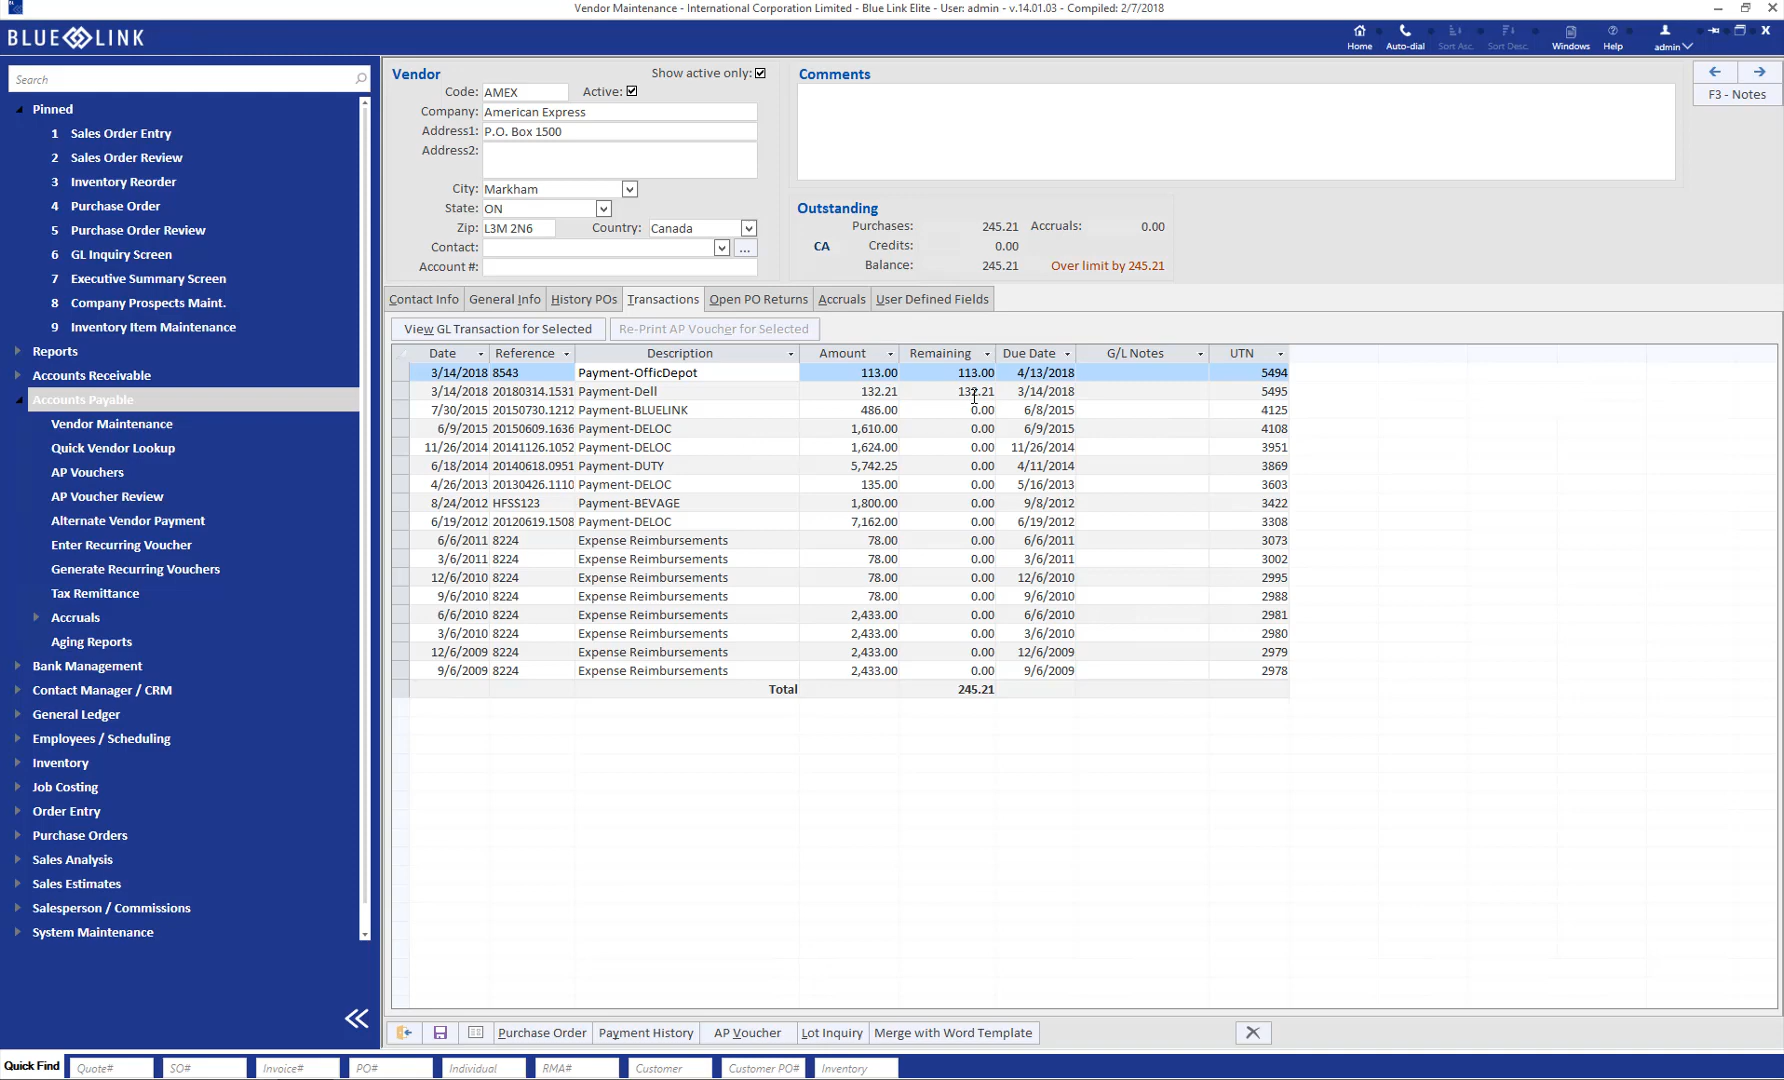 Vendor Maintenance - International Corporation Limited - Blue Link Elite - User: admin - v.14.01.03 - Compiled: 2/7/2018
BLUE LINK
Home Auto-dial Sort Asc. Sort Desc. Windows Help admin
Search
Pinned
1 Sales Order Entry
2 Sales Order Review
3 Inventory Reorder
4 Purchase Order
5 Purchase Order Review
6 GL Inquiry Screen
7 Executive Summary Screen
8 Company Prospects Maint.
9 Inventory Item Maintenance
Reports
Accounts Receivable
Accounts Payable
Vendor Maintenance
Quick Vendor Lookup
AP Vouchers
AP Voucher Review
Alternate Vendor Payment
Enter Recurring Voucher
Generate Recurring Vouchers
Tax Remittance
Accruals
Aging Reports
Bank Management
Contact Manager / CRM
General Ledger
Employees / Scheduling
Inventory
Job Costing
Order Entry
Purchase Orders
Sales Analysis
Sales Estimates
Salesperson / Commissions
System Maintenance
Vendor Show active only:
Code: AMEX Active:
Company: American Express
Address1: P.O. Box 1500
Address2:
City: Markham
State: ON
Zip: L3M 2N6 Country: Canada
Contact: ...
Account #:
Comments
F3 - Notes
Outstanding
Purchases: 245.21 Accruals: 0.00
CA Credits: 0.00
Balance: 245.21 Over limit by 245.21
Contact Info General Info History POs Transactions Open PO Returns Accruals User Defined Fields
View GL Transaction for Selected Re-Print AP Voucher for Selected
Date Reference Description Amount Remaining Due Date G/L Notes UTN
3/14/2018 8543 Payment-OfficDepot 113.00 113.00 4/13/2018 5494
3/14/2018 20180314.1531 Payment-Dell 132.21 132.21 3/14/2018 5495
7/30/2015 20150730.1212 Payment-BLUELINK 486.00 0.00 6/8/2015 4125
6/9/2015 20150609.1636 Payment-DELOC 1,610.00 0.00 6/9/2015 4108
11/26/2014 20141126.1052 Payment-DELOC 1,624.00 0.00 11/26/2014 3951
6/18/2014 20140618.0951 Payment-DUTY 5,742.25 0.00 4/11/2014 3869
4/26/2013 20130426.1110 Payment-DELOC 135.00 0.00 5/16/2013 3603
8/24/2012 HFSS123 Payment-BEVAGE 1,800.00 0.00 9/8/2012 3422
6/19/2012 20120619.1508 Payment-DELOC 7,162.00 0.00 6/19/2012 3308
6/6/2011 8224 Expense Reimbursements 78.00 0.00 6/6/2011 3073
3/6/2011 8224 Expense Reimbursements 78.00 0.00 3/6/2011 3002
12/6/2010 8224 Expense Reimbursements 78.00 0.00 12/6/2010 2995
9/6/2010 8224 Expense Reimbursements 78.00 0.00 9/6/2010 2988
6/6/2010 8224 Expense Reimbursements 2,433.00 0.00 6/6/2010 2981
3/6/2010 8224 Expense Reimbursements 2,433.00 0.00 3/6/2010 2980
12/6/2009 8224 Expense Reimbursements 2,433.00 0.00 12/6/2009 2979
9/6/2009 8224 Expense Reimbursements 2,433.00 0.00 9/6/2009 2978
Total 245.21
Purchase Order Payment History AP Voucher Lot Inquiry Merge with Word Template
Quick Find Quote# SO# Invoice# PO# Individual RMA# Customer Customer PO# Inventory